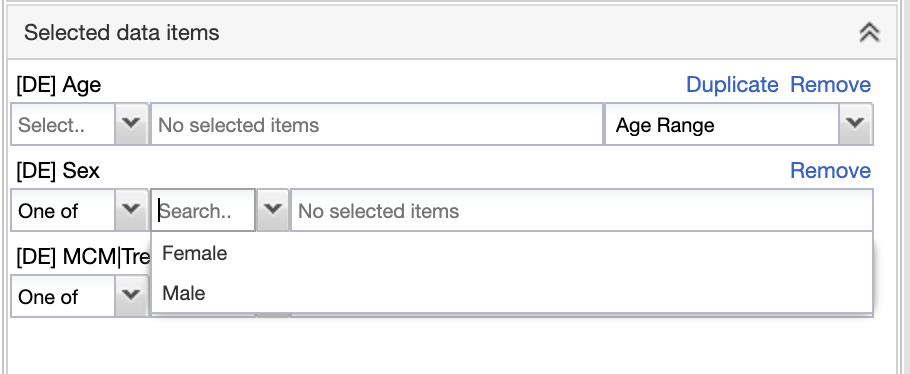 Selected data items
[DE] Age Duplicate Remove
Select.. No selected items Age Range
[DE] Sex Remove
One of Search.. No selected items
Female
[DE] MCM|Tre
Male
One of